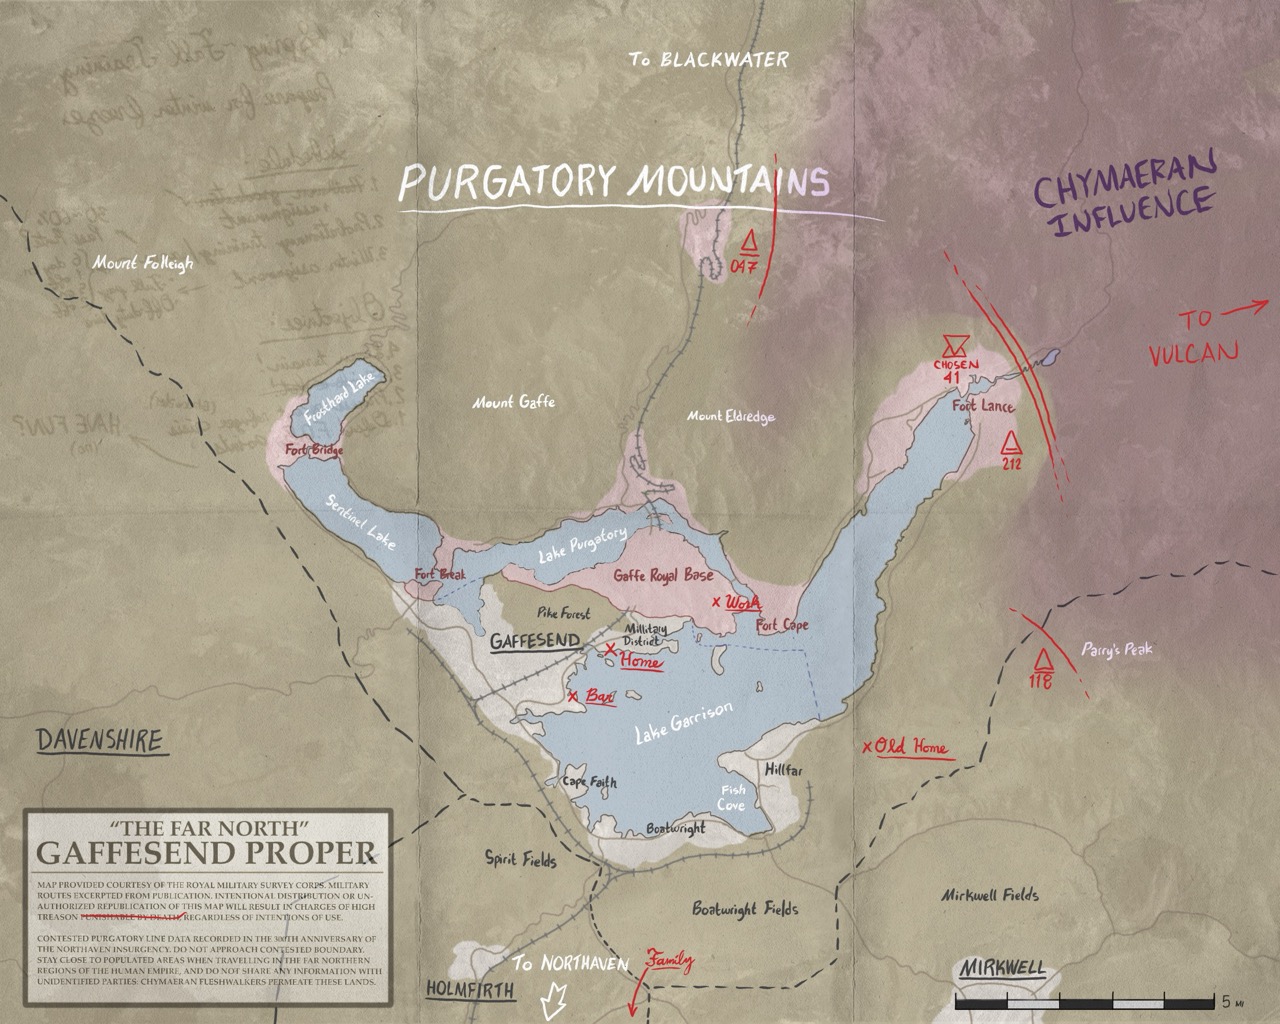 To BLACKWATER
PURGATORY MOUNTAINS
CHYMAERAN
INFLUENCE
Mount Folleigh
047
TO
VULCAN
CHOSEN
41
Frosthard Lake
Mount Gaffe
Mount Eldredge
Fort Lance
HAVE FUN?
(no)
Fort Bridge
212
Sentinel Lake
Lake Purgatory
Fort Break
Gaffe Royal Base
x Work
Pike Forest
Fort Cape
Millitary
District
GAFFESEND
x Home
Parry's Peak
118
x Bar
Lake Garrison
DAVENSHIRE
x Old Home
Hillfar
Cape Faith
Fish
Cove
Boatwright
Spirit Fields
Mirkwell Fields
Boatwright Fields
To NORTHAVEN
Family
HOLMFIRTH
MIRKWELL
5 MI
"THE FAR NORTH"
GAFFESEND PROPER
MAP PROVIDED COURTESY OF THE ROYAL MILITARY SURVEY CORPS. MILITARY
ROUTES EXCERPTED FROM PUBLICATION. INTENTIONAL DISTRIBUTION OR UN-
AUTHORIZED REPUBLICATION OF THIS MAP WILL RESULT IN CHARGES OF HIGH
TREASON PUNISHABLE BY DEATH, REGARDLESS OF INTENTIONS OF USE.
CONTESTED PURGATORY LINE DATA RECORDED IN THE 300TH ANNIVERSARY OF
THE NORTHAVEN INSURGENCY. DO NOT APPROACH CONTESTED BOUNDARY.
STAY CLOSE TO POPULATED AREAS WHEN TRAVELLING IN THE FAR NORTHERN
REGIONS OF THE HUMAN EMPIRE, AND DO NOT SHARE ANY INFORMATION WITH
UNIDENTIFIED PARTIES. CHYMAERAN FLESHWALKERS PERMEATE THESE LANDS.